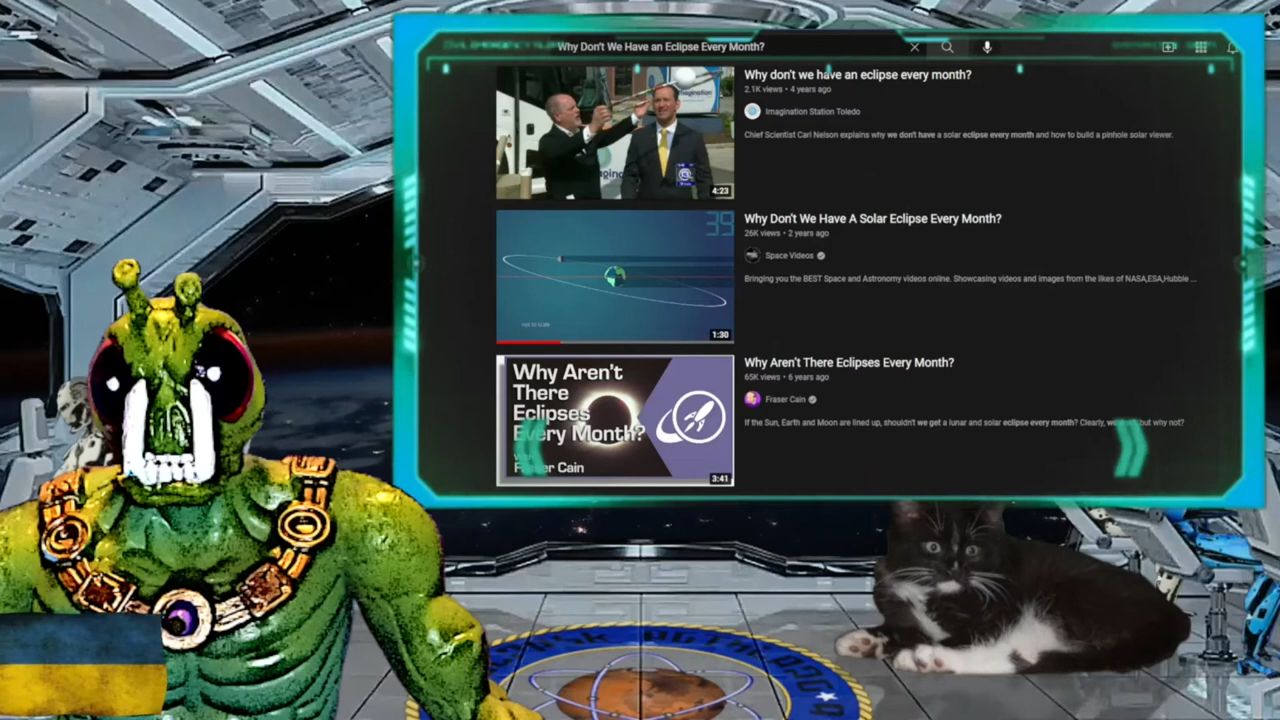 Why Don't We Have an Eclipse Every Month?
Why don't we have an eclipse every month?
2.1K views • 4 years ago
Imagination Station Toledo
Chief Scientist Carl Nelson explains why we don't have a solar eclipse every month and how to build a pinhole solar viewer.
4:23
39
Why Don't We Have A Solar Eclipse Every Month?
26K views • 2 years ago
Space Videos
Bringing you the BEST Space and Astronomy videos online. Showcasing videos and images from the likes of NASA,ESA,Hubble ...
not to scale
1:30
Why Aren't
There
Eclipses
Every Month?
Fraser Cain
3:41
Why Aren't There Eclipses Every Month?
65K views • 6 years ago
Fraser Cain
If the Sun, Earth and Moon are lined up, shouldn't we get a lunar and solar eclipse every month? Clearly, but why not?